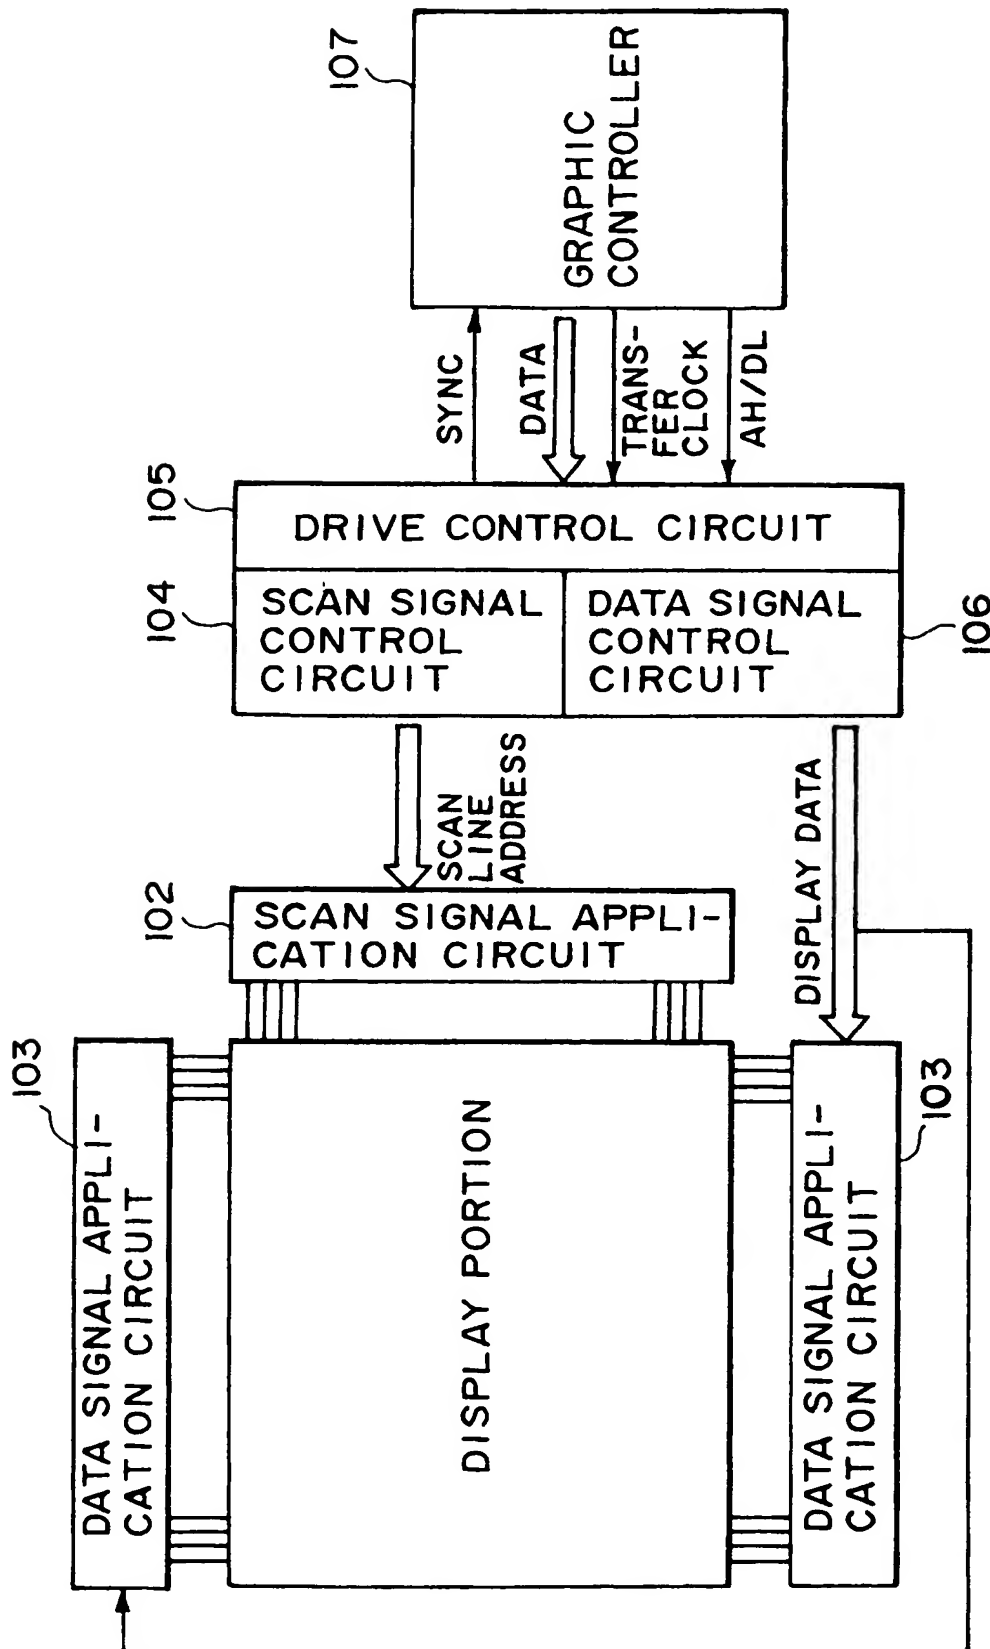 107
GRAPHIC
CONTROLLER
SYNC
DATA
TRANS-
FER
CLOCK
AH/DL
105
DRIVE CONTROL CIRCUIT
104
SCAN SIGNAL
CONTROL
CIRCUIT
DATA SIGNAL
CONTROL
CIRCUIT
106
SCAN
LINE
ADDRESS
DISPLAY DATA
102
SCAN SIGNAL APPLI-
CATION CIRCUIT
103
DATA SIGNAL APPLI-
CATION CIRCUIT
DISPLAY PORTION
DATA SIGNAL APPLI-
CATION CIRCUIT
103